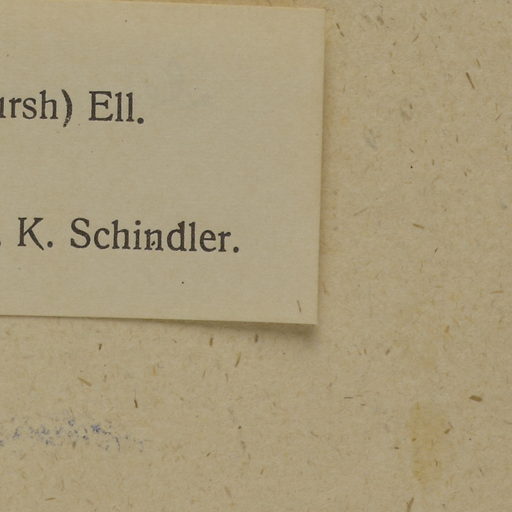 ursh) Ell.
. K. Schindler.